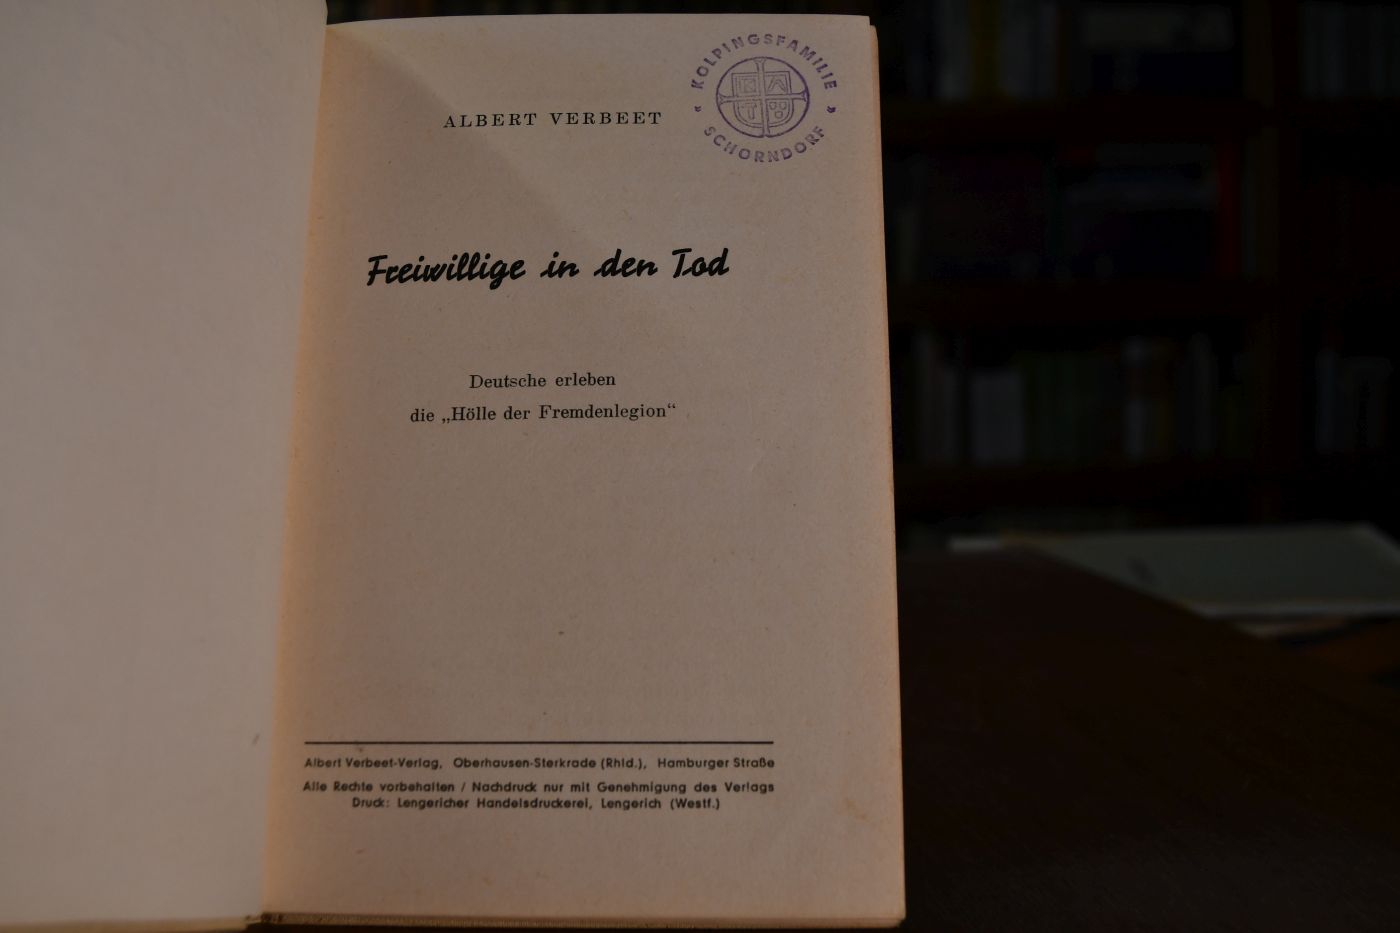 ALBERT VERBEET
« KOLPINGSFAMILIE »
SCHORNDORF
Freiwillige in den Tod
Deutsche erleben
die „Hölle der Fremdenlegion“
Albert Verbeet-Verlag, Oberhausen-Sterkrade (Rhld.), Hamburger Straße
Alle Rechte vorbehalten / Nachdruck nur mit Genehmigung des Verlags
Druck: Lengericher Handelsdruckerei, Lengerich (Westf.)